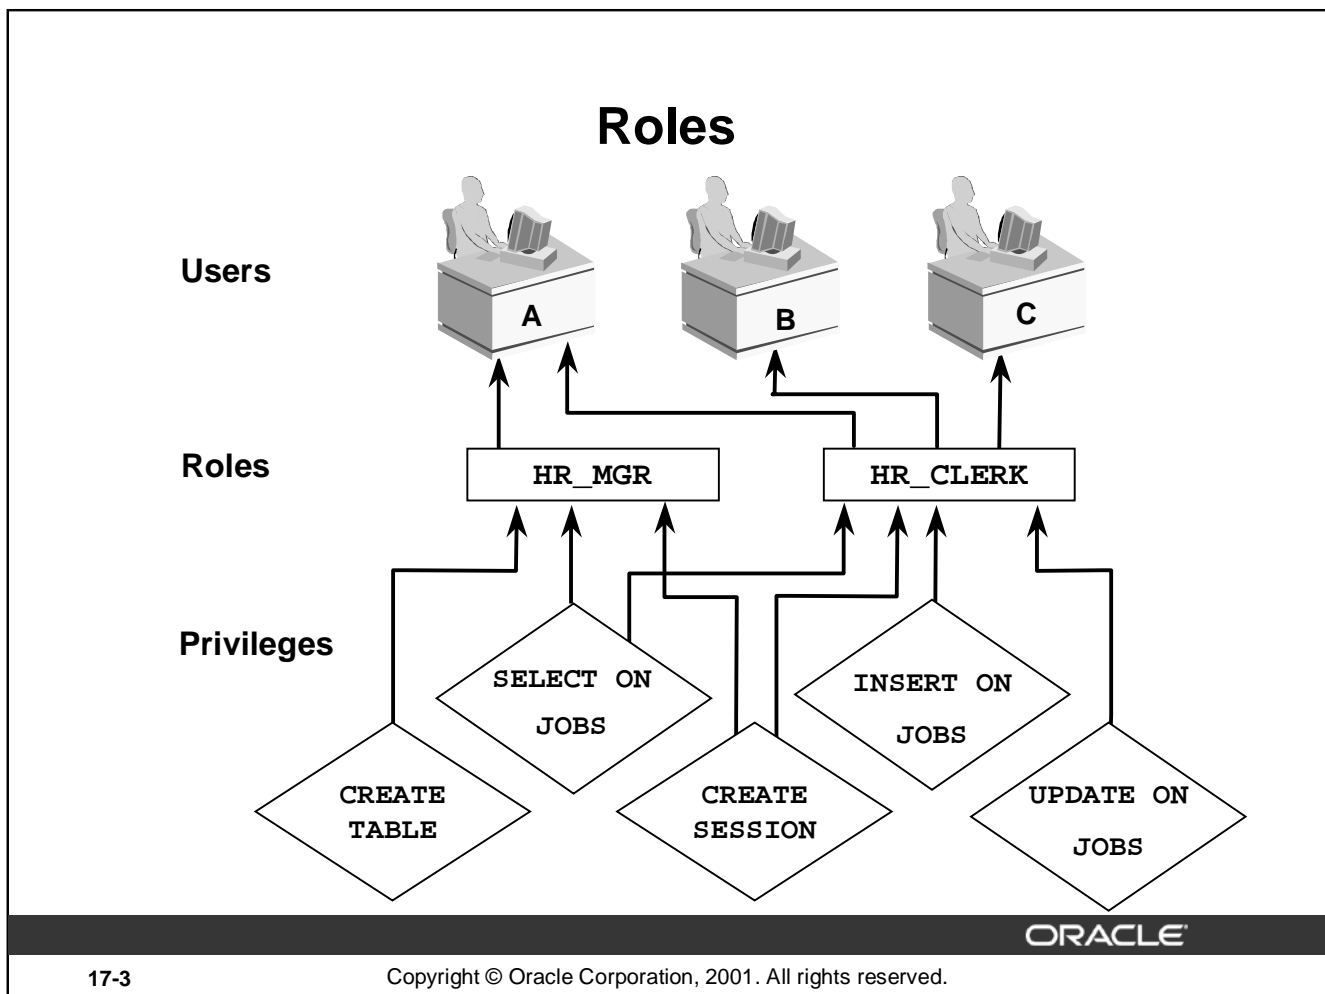 Roles
Users
A
B
C
Roles
HR_MGR
HR_CLERK
Privileges
SELECT ON
JOBS
INSERT ON
JOBS
CREATE
TABLE
CREATE
SESSION
UPDATE ON
JOBS
ORACLE®
17-3
Copyright © Oracle Corporation, 2001. All rights reserved.